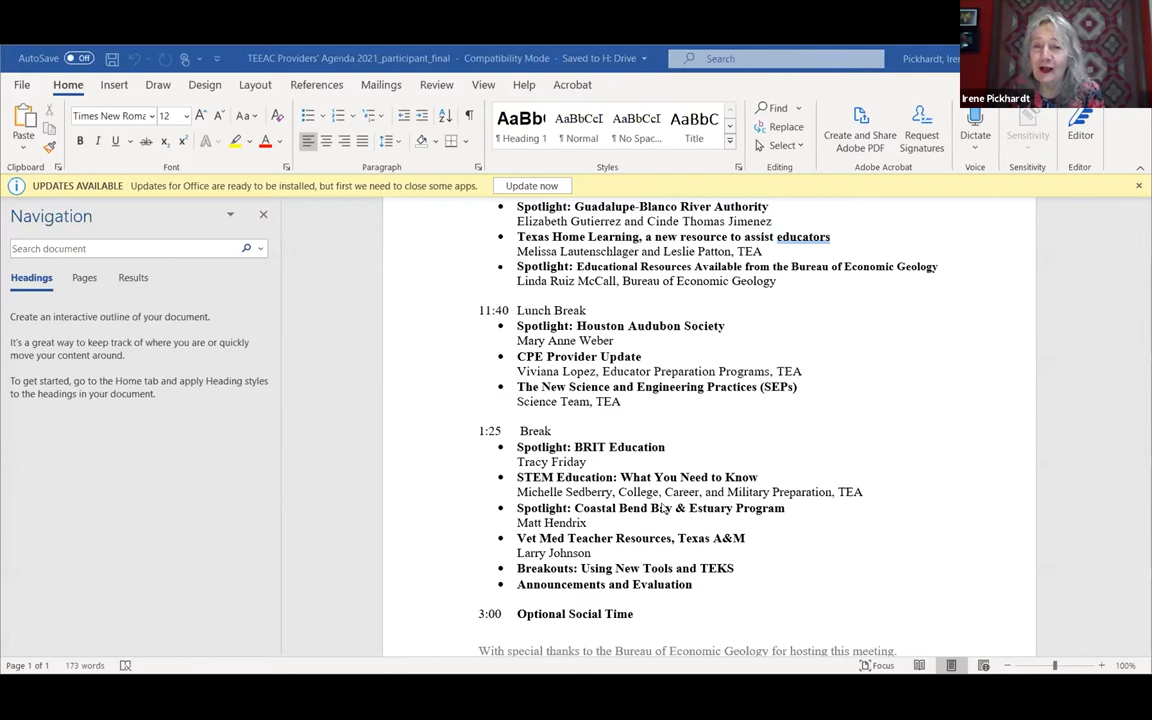 AutoSave Off TEEAC Providers' Agenda 2021_participant_final - Compatibility Mode - Saved to H: Drive Search Pickhardt, Iren
Irene Pickhardt
File Home Insert Draw Design Layout References Mailings Review View Help Acrobat
Times New Roma 12
Paste
AaBb( AaBbCcI AaBbCcI AaBbC
Heading 1 Normal No Spac... Title
Find
Replace
Select
Create and Share Adobe PDF
Request Signatures
Dictate
Sensitivity
Editor
Clipboard Font Paragraph Styles Editing Adobe Acrobat Voice Sensitivity Editor
UPDATES AVAILABLE Updates for Office are ready to be installed, but first we need to close some apps. Update now
Navigation
Search document
Headings Pages Results
Create an interactive outline of your document.
It's a great way to keep track of where you are or quickly
move your content around.
To get started, go to the Home tab and apply Heading styles
to the headings in your document.
• Spotlight: Guadalupe-Blanco River Authority
Elizabeth Gutierrez and Cinde Thomas Jimenez
• Texas Home Learning, a new resource to assist educators
Melissa Lautenschlager and Leslie Patton, TEA
• Spotlight: Educational Resources Available from the Bureau of Economic Geology
Linda Ruiz McCall, Bureau of Economic Geology
11:40 Lunch Break
• Spotlight: Houston Audubon Society
Mary Anne Weber
• CPE Provider Update
Viviana Lopez, Educator Preparation Programs, TEA
• The New Science and Engineering Practices (SEPs)
Science Team, TEA
1:25 Break
• Spotlight: BRIT Education
Tracy Friday
• STEM Education: What You Need to Know
Michelle Sedberry, College, Career, and Military Preparation, TEA
• Spotlight: Coastal Bend Bay & Estuary Program
Matt Hendrix
• Vet Med Teacher Resources, Texas A&M
Larry Johnson
• Breakouts: Using New Tools and TEKS
• Announcements and Evaluation
3:00 Optional Social Time
With special thanks to the Bureau of Economic Geology for hosting this meeting.
Page 1 of 1 173 words Focus 100%